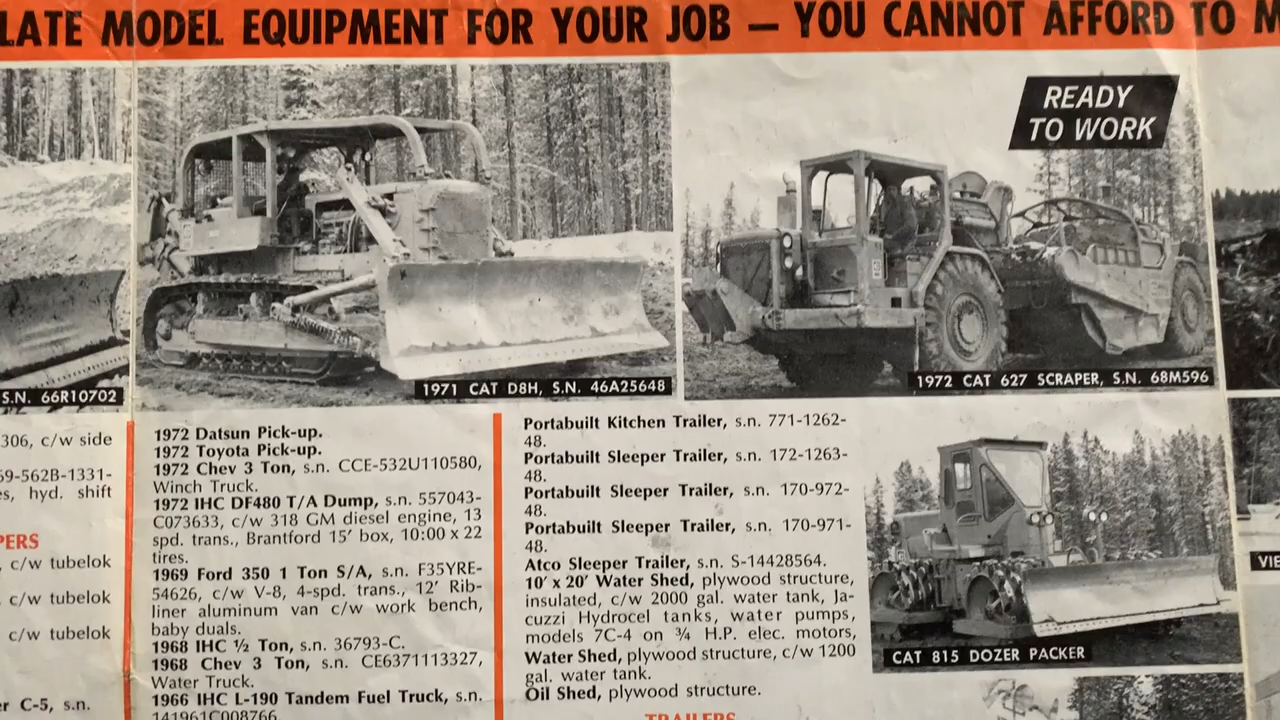 LATE MODEL EQUIPMENT FOR YOUR JOB — YOU CANNOT AFFORD TO M
READY
TO WORK
S.N. 66R10702
1971 CAT D8H, S.N. 46A25648
1972 CAT 627 SCRAPER, S.N. 68M596
306, c/w side
69-562B-1331-
es, hyd. shift
PERS
, c/w tubelok
, c/w tubelok
, c/w tubelok
r C-5, s.n.
1972 Datsun Pick-up.
1972 Toyota Pick-up.
1972 Chev 3 Ton, s.n. CCE-532U110580,
Winch Truck.
1972 IHC DF480 T/A Dump, s.n. 557043-
C073633, c/w 318 GM diesel engine, 13
spd. trans., Brantford 15' box, 10:00 x 22
tires.
1969 Ford 350 1 Ton S/A, s.n. F35YRE-
54626, c/w V-8, 4-spd. trans., 12' Rib-
liner aluminum van c/w work bench,
baby duals.
1968 IHC ½ Ton, s.n. 36793-C.
1968 Chev 3 Ton, s.n. CE6371113327,
Water Truck.
1966 IHC L-190 Tandem Fuel Truck, s.n.
141961C008766
Portabuilt Kitchen Trailer, s.n. 771-1262-
48.
Portabuilt Sleeper Trailer, s.n. 172-1263-
48.
Portabuilt Sleeper Trailer, s.n. 170-972-
48.
Portabuilt Sleeper Trailer, s.n. 170-971-
48.
Atco Sleeper Trailer, s.n. S-14428564.
10' x 20' Water Shed, plywood structure,
insulated, c/w 2000 gal. water tank, Ja-
cuzzi Hydrocel tanks, water pumps,
models 7C-4 on ¾ H.P. elec. motors,
Water Shed, plywood structure, c/w 1200
gal. water tank.
Oil Shed, plywood structure.
TRAILERS
CAT 815 DOZER PACKER
VIE